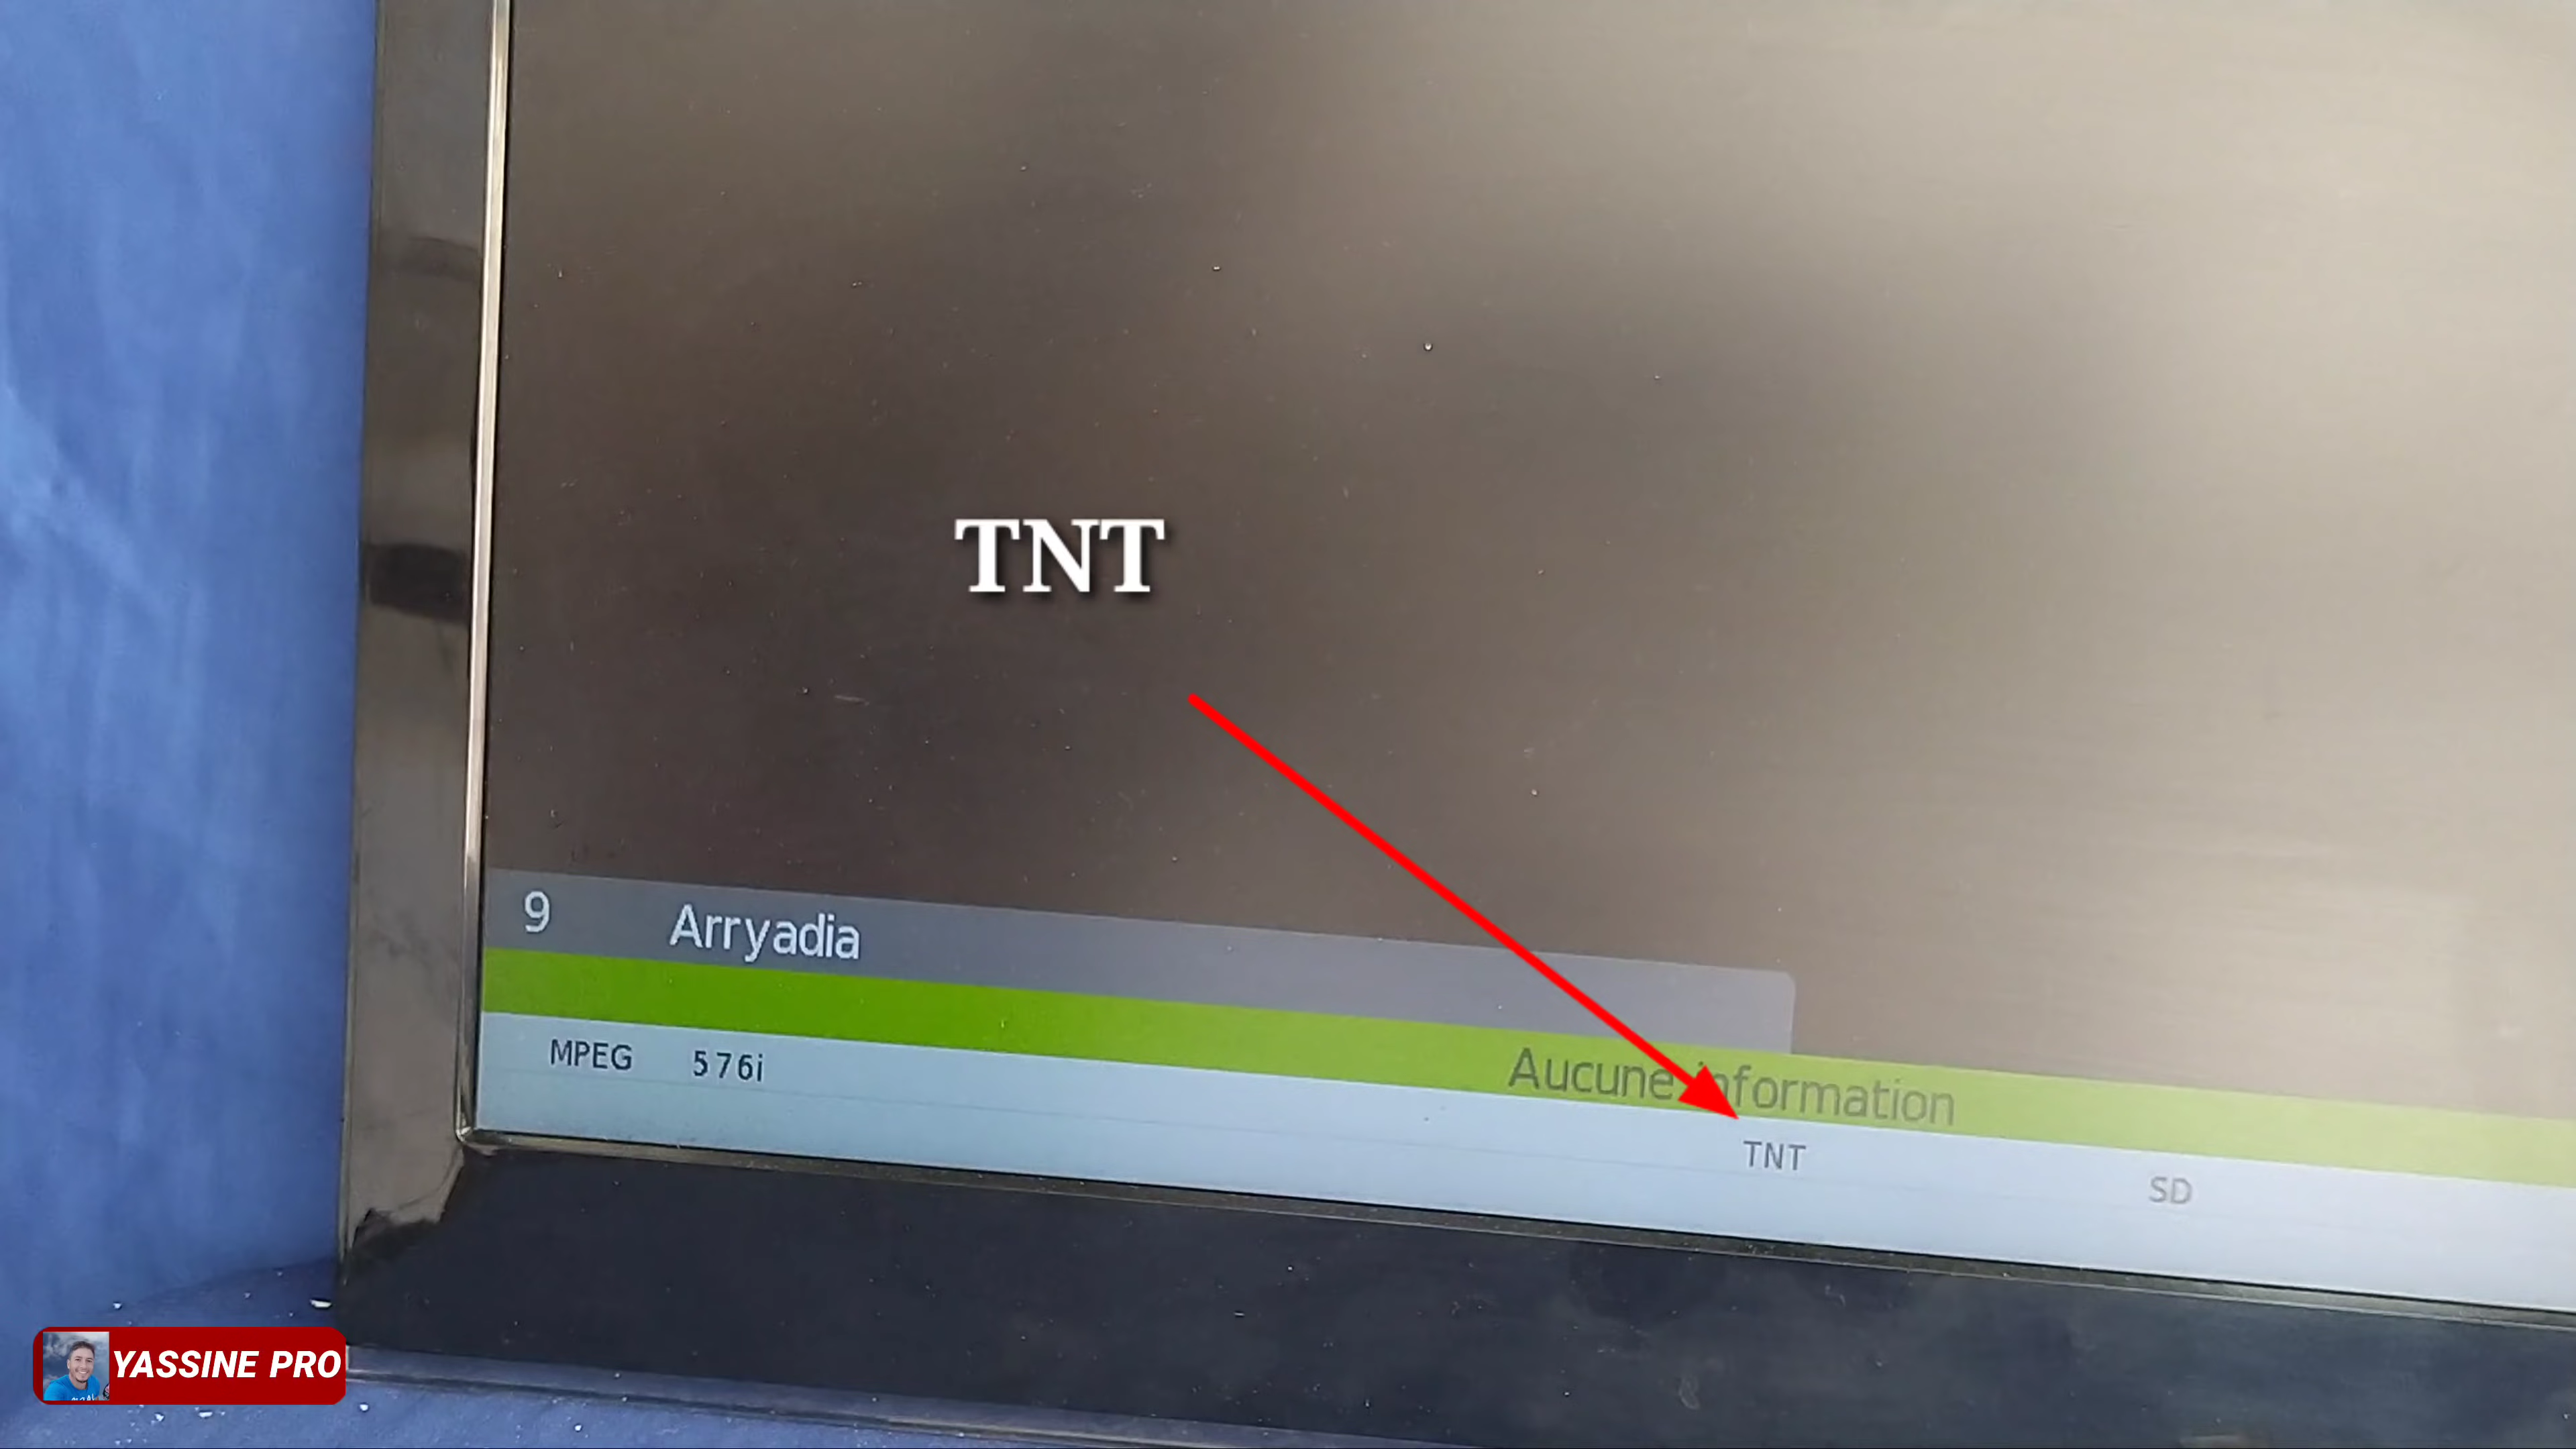 TNT
9 Arryadia
Aucune information
MPEG 576i TNT SD
YASSINE PRO